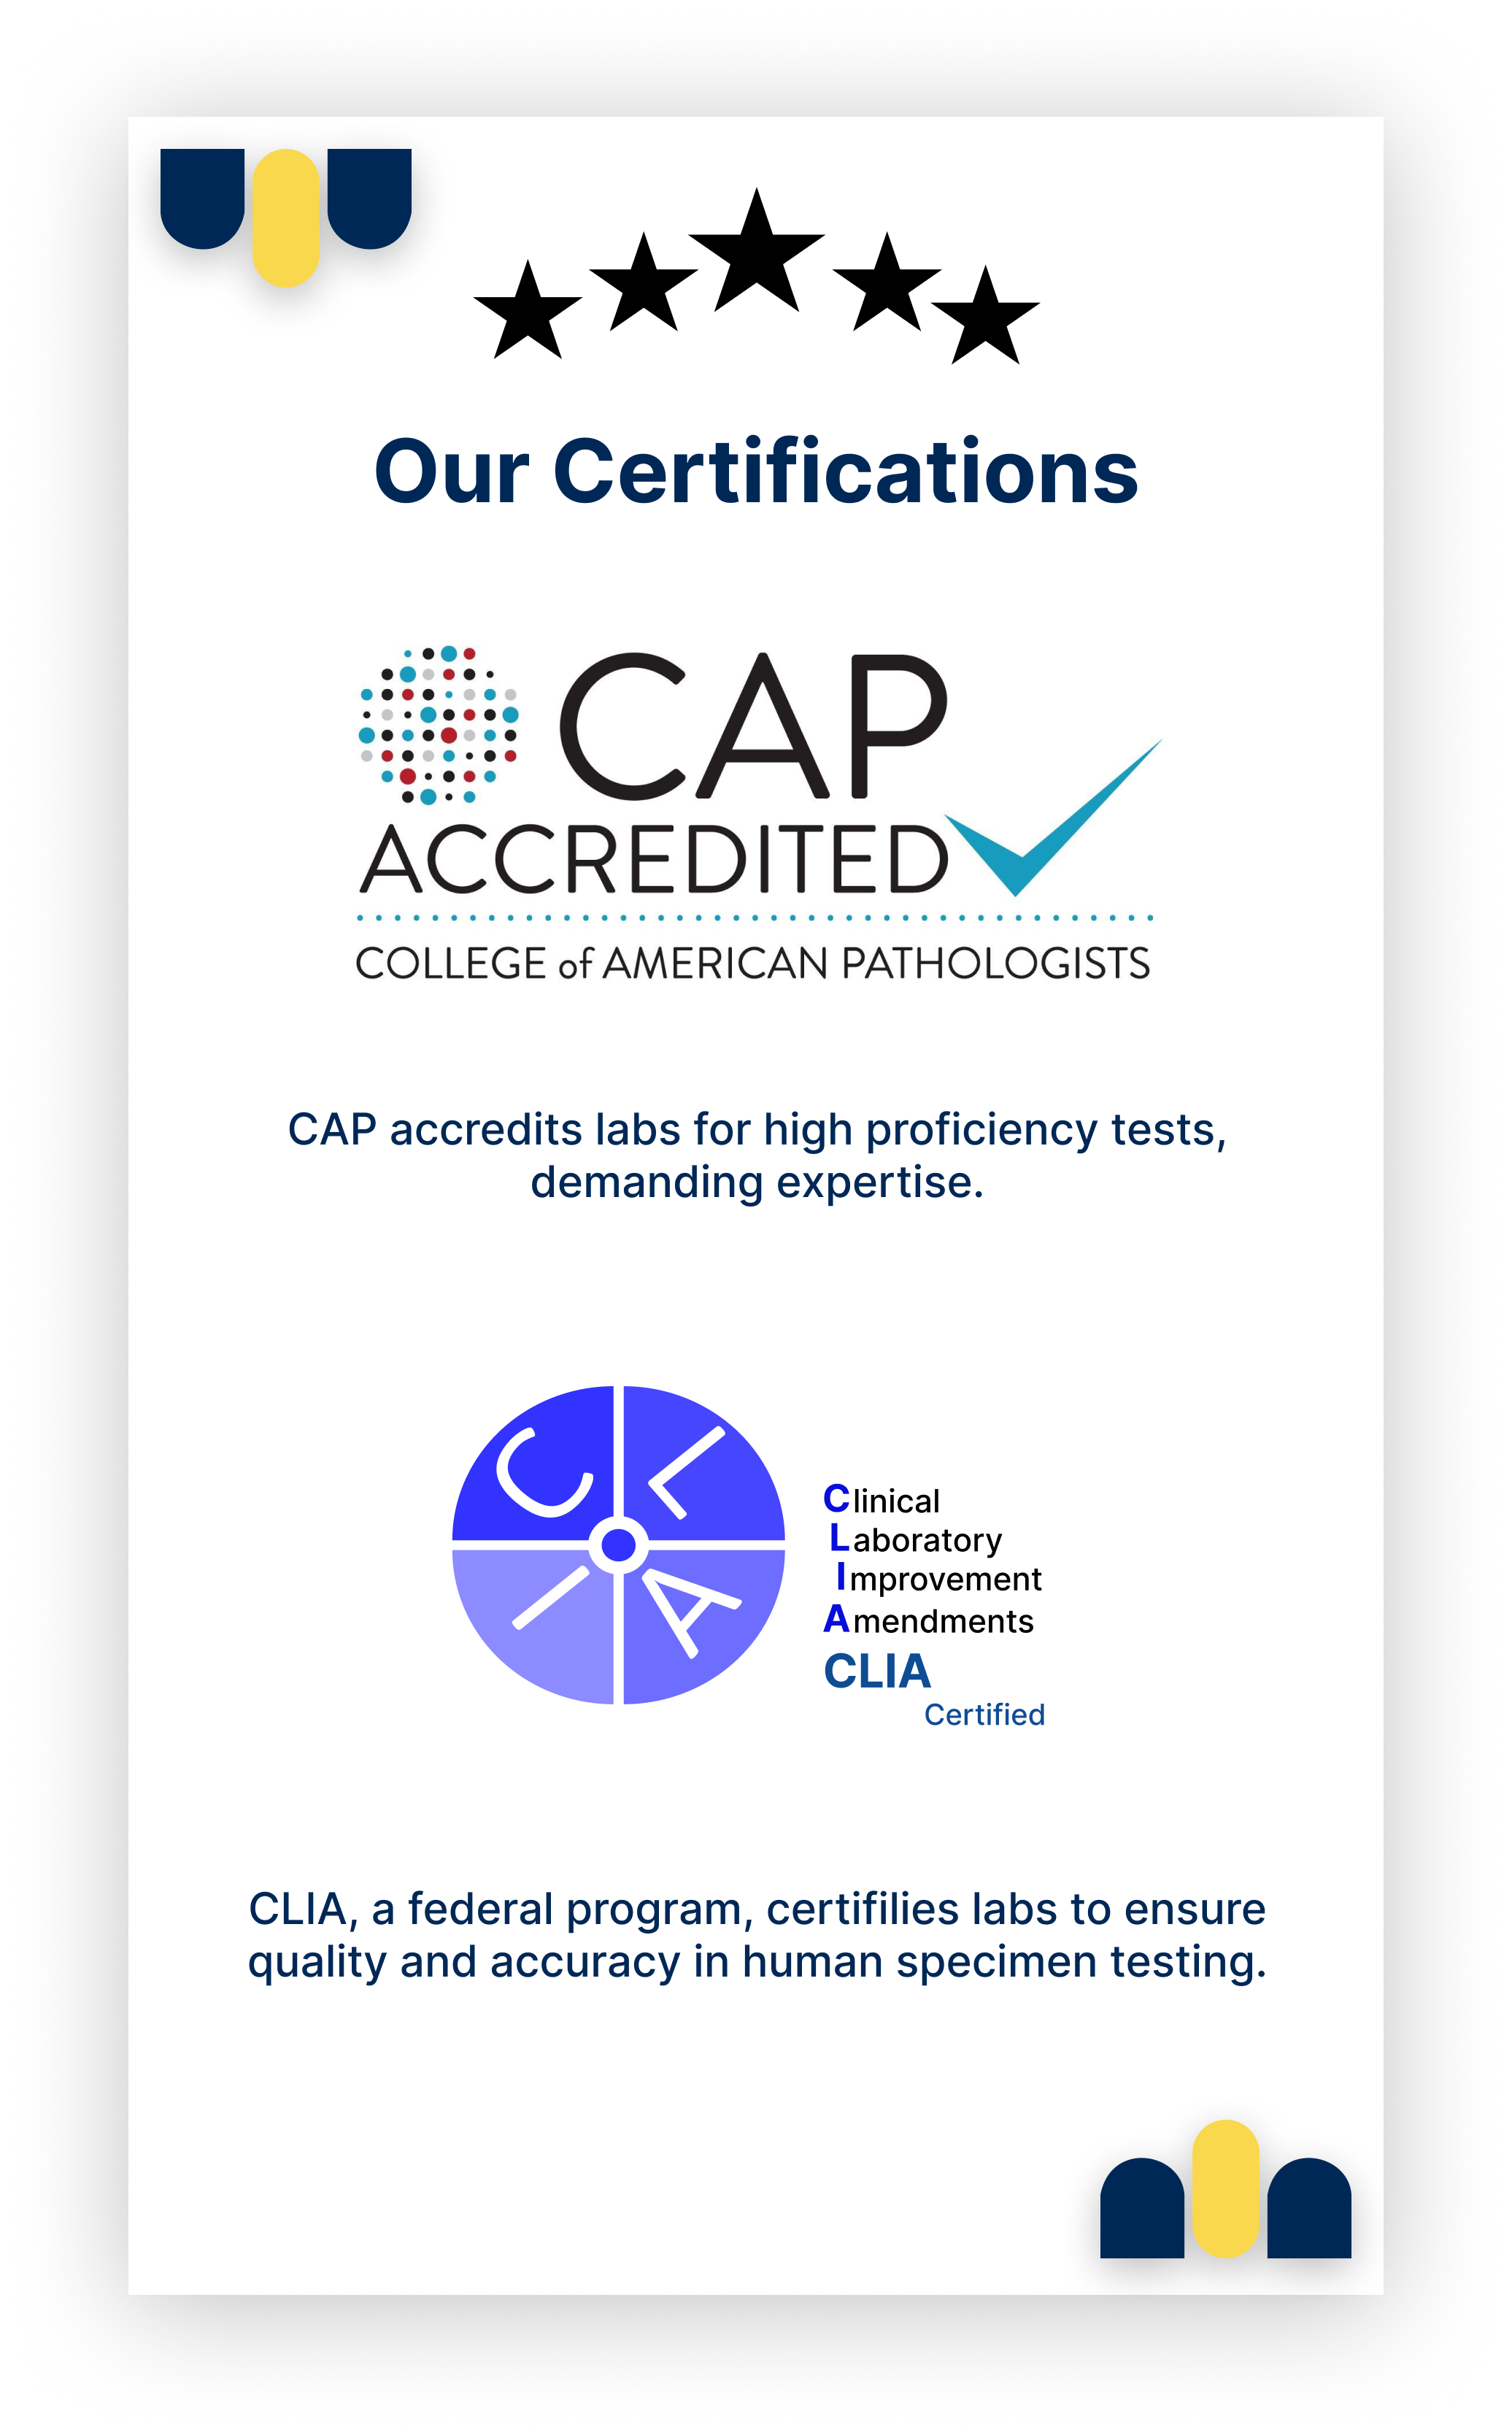 Our Certifications
CAP
ACCREDITED
COLLEGE of AMERICAN PATHOLOGISTS
CAP accredits labs for high proficiency tests,
demanding expertise.
C L
I A
Clinical
Laboratory
Improvement
Amendments
CLIA
Certified
CLIA, a federal program, certifilies labs to ensure
quality and accuracy in human specimen testing.